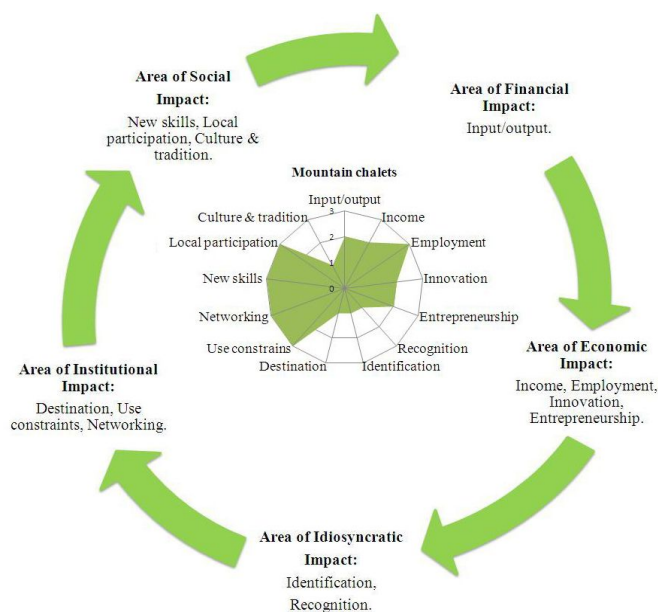 Area of Social
Impact:
New skills, Local
participation, Culture &
tradition.
Area of Financial
Impact:
Input/output.
Mountain chalets
Input/output
Income
Employment
Innovation
Entrepreneurship
Recognition
Identification
Destination
Use constrains
Networking
New skills
Local participation
Culture & tradition
3
2
1
0
Area of Economic
Impact:
Income, Employment,
Innovation,
Entrepreneurship.
Area of Idiosyncratic
Impact:
Identification,
Recognition.
Area of Institutional
Impact:
Destination, Use
constraints, Networking.